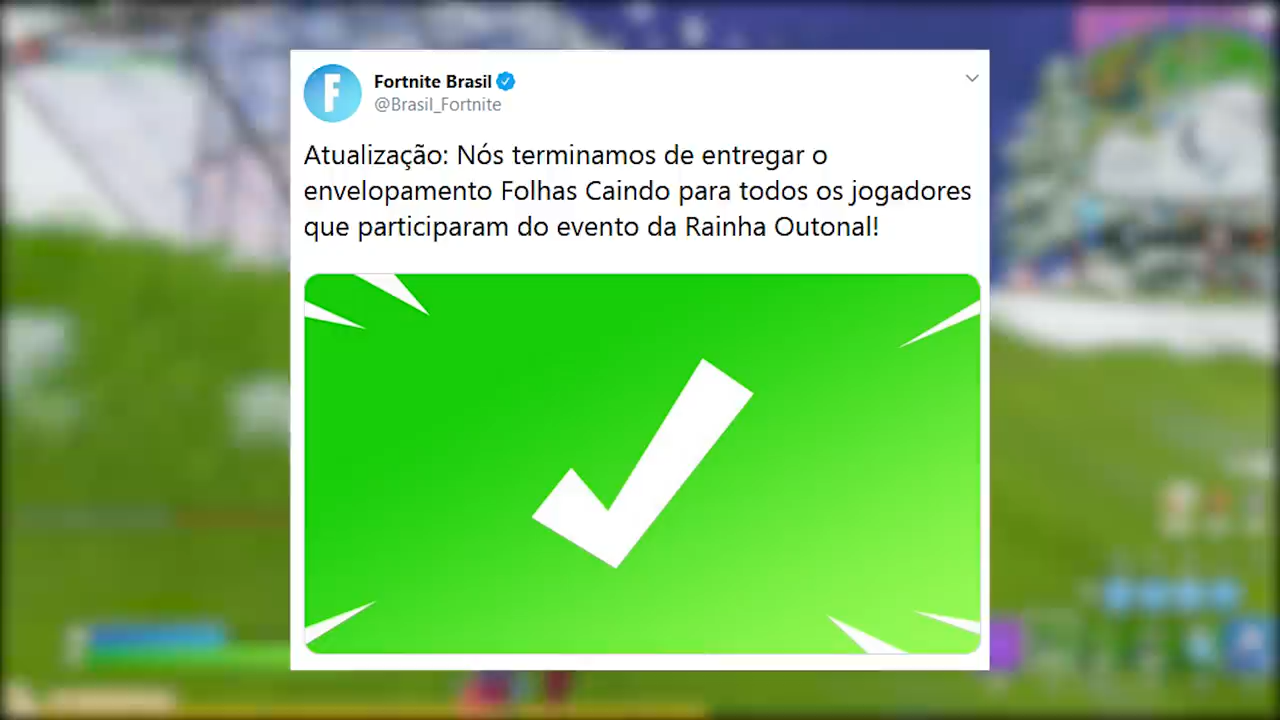 F
Fortnite Brasil
@Brasil_Fortnite
Atualização: Nós terminamos de entregar o
envelopamento Folhas Caindo para todos os jogadores
que participaram do evento da Rainha Outonal!